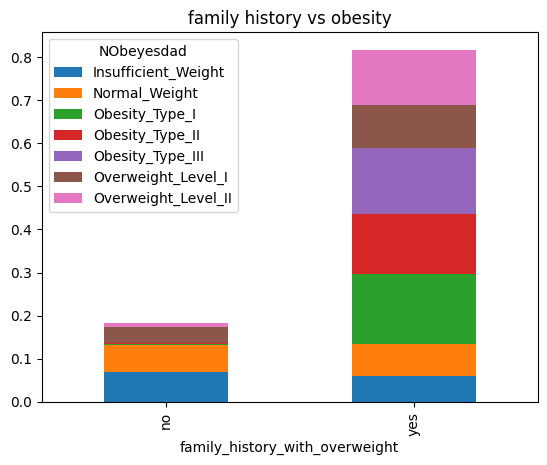 family history vs obesity
NObeyesdad
Insufficient_Weight
Normal_Weight
Obesity_Type_I
Obesity_Type_II
Obesity_Type_III
Overweight_Level_I
Overweight_Level_II
0.8
0.7
0.6
0.5
0.4
0.3
0.2
0.1
0.0
no
yes
family_history_with_overweight